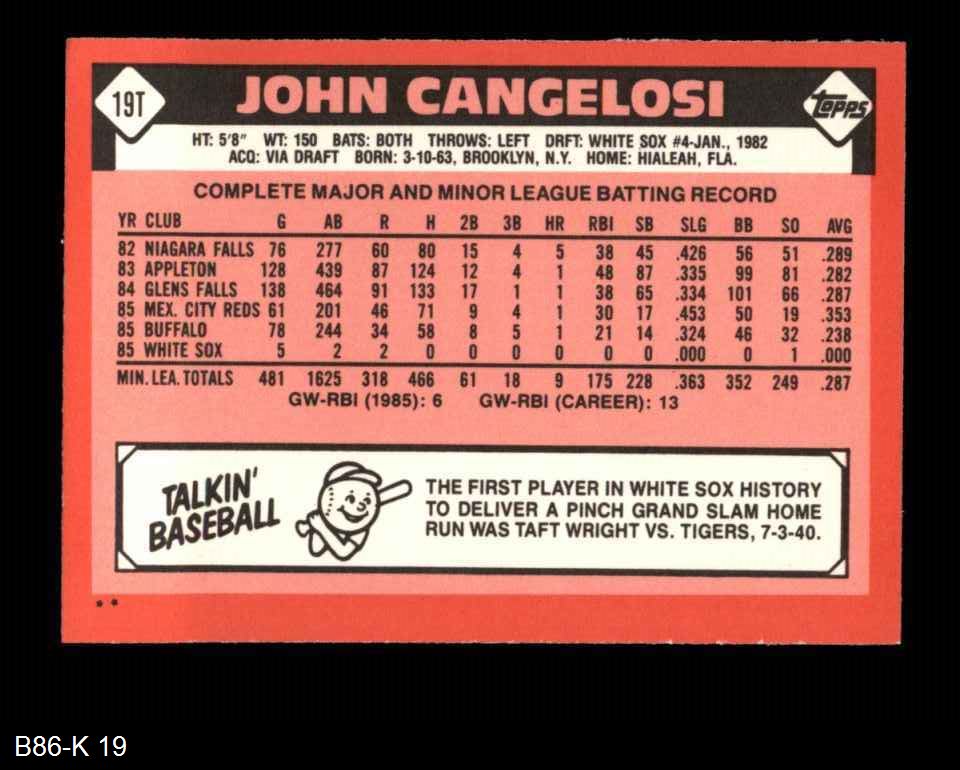 19T
JOHN CANGELOSI
TOPPS
HT: 5'8" WT: 150 BATS: BOTH THROWS: LEFT DRFT: WHITE SOX #4-JAN., 1982
ACQ: VIA DRAFT BORN: 3-10-63, BROOKLYN, N.Y. HOME: HIALEAH, FLA.
COMPLETE MAJOR AND MINOR LEAGUE BATTING RECORD
YR CLUB G AB R H 2B 3B HR RBI SB SLG BB SO AVG
82 NIAGARA FALLS 76 277 60 80 15 4 5 38 45 .426 56 51 .289
83 APPLETON 128 439 87 124 12 4 1 48 87 .335 99 81 .282
84 GLENS FALLS 138 464 91 133 17 1 1 38 65 .334 101 66 .287
85 MEX. CITY REDS 61 201 46 71 9 4 1 30 17 .453 50 19 .353
85 BUFFALO 78 244 34 58 8 5 1 21 14 .324 46 32 .238
85 WHITE SOX 5 2 2 0 0 0 0 0 0 .000 0 1 .000
MIN. LEA. TOTALS 481 1625 318 466 61 18 9 175 228 .363 352 249 .287
GW-RBI (1985): 6 GW-RBI (CAREER): 13
TALKIN'
BASEBALL
THE FIRST PLAYER IN WHITE SOX HISTORY
TO DELIVER A PINCH GRAND SLAM HOME
RUN WAS TAFT WRIGHT VS. TIGERS, 7-3-40.
* *
B86-K 19